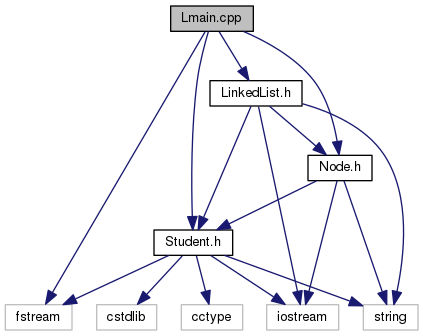 Lmain.cpp
LinkedList.h
Node.h
Student.h
fstream
cstdlib
cctype
iostream
string